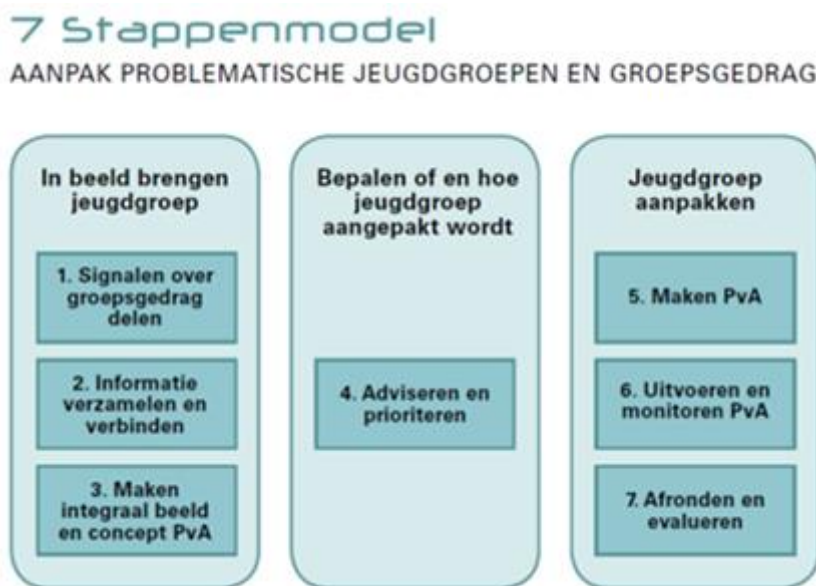 7 Stappenmodel
AANPAK PROBLEMATISCHE JEUGDGROEPEN EN GROEPSGEDRAG
In beeld brengen
jeugdgroep
1. Signalen over
groepsgedrag
delen
2. Informatie
verzamelen en
verbinden
3. Maken
integraal beeld
en concept PvA
Bepalen of en hoe
jeugdgroep
aangepakt wordt
4. Adviseren en
prioriteren
Jeugdgroep
aanpakken
5. Maken PvA
6. Uitvoeren en
monitoren PvA
7. Afronden en
evalueren